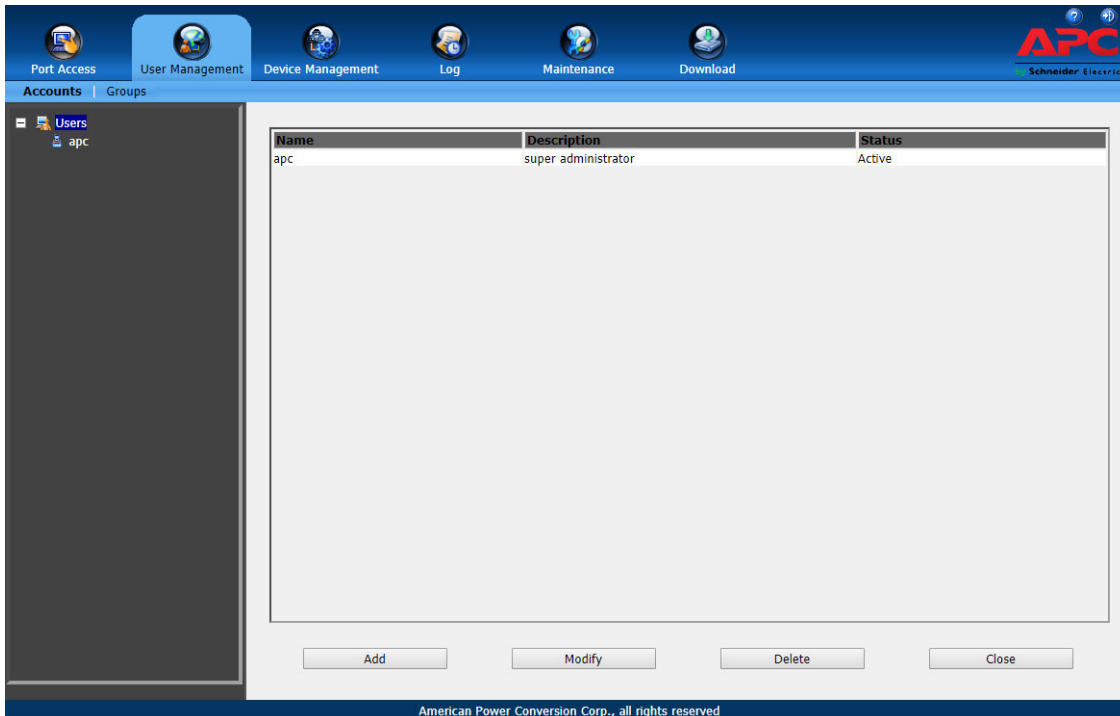 Port Access
User Management
Device Management
Log
Maintenance
Download
APC
by Schneider Electric
Accounts | Groups
Users
apc
Name Description Status
apc super administrator Active
Add Modify Delete Close
American Power Conversion Corp., all rights reserved